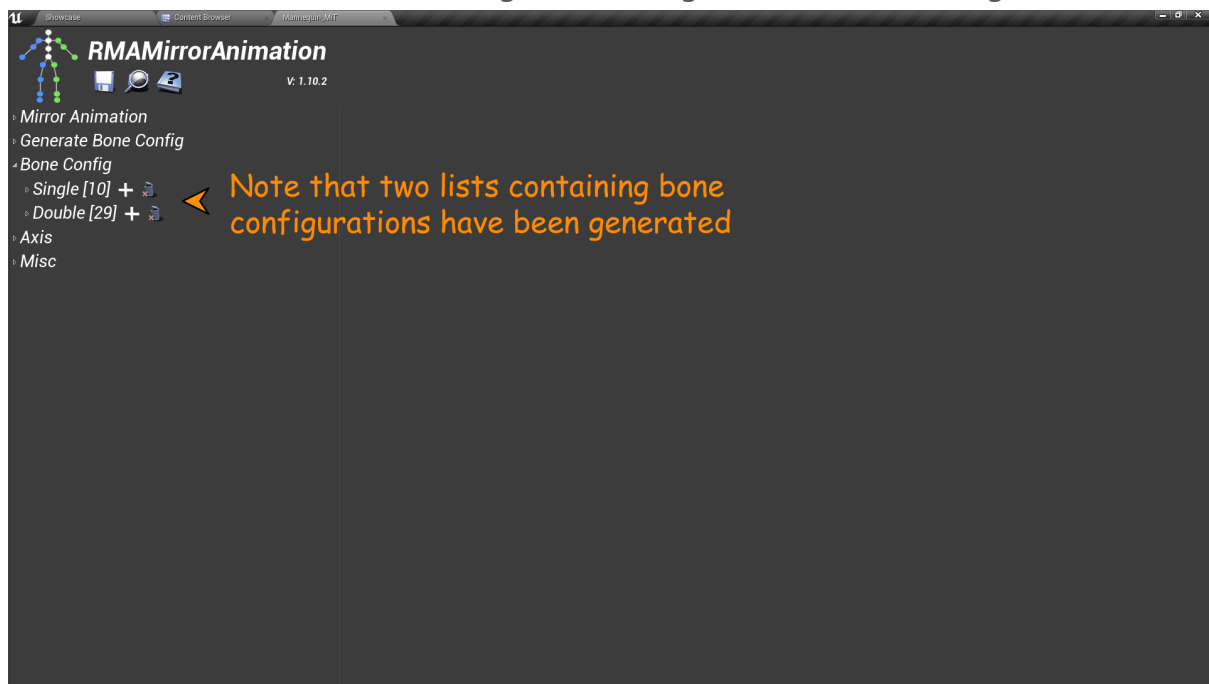 Showcase
Content Browser
Mannequin_MiT
RMAMirrorAnimation
V: 1.10.2
Mirror Animation
Generate Bone Config
Bone Config
Single [10]
Double [29]
Axis
Misc
Note that two lists containing bone
configurations have been generated